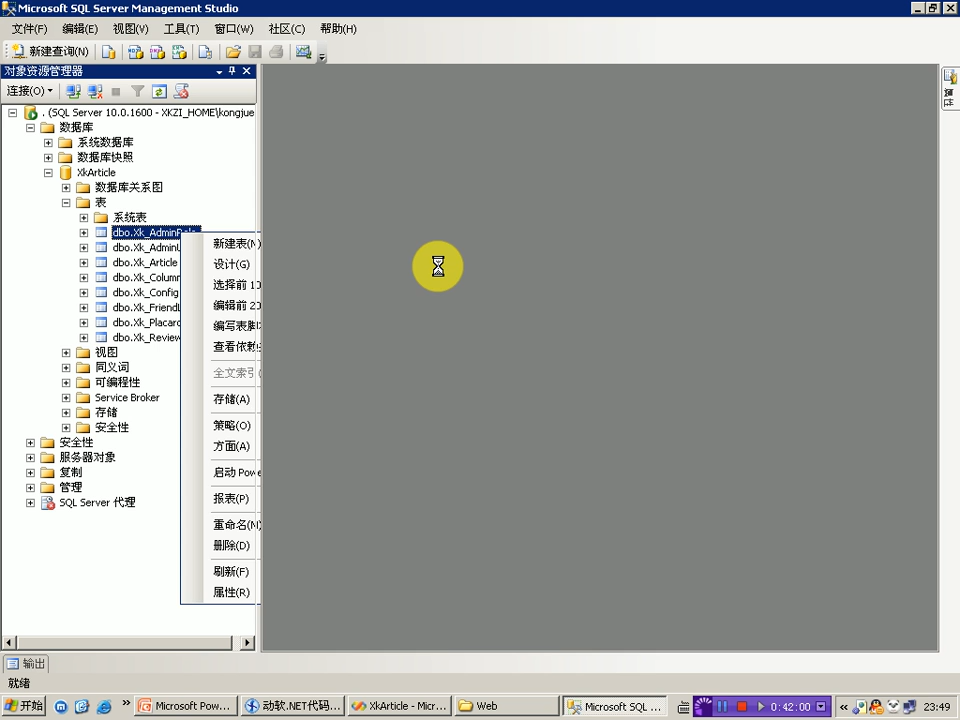 Microsoft SQL Server Management Studio
文件(F) 编辑(E) 视图(V) 工具(T) 窗口(W) 社区(C) 帮助(H)
新建查询(N)
对象资源管理器
连接(O)
. (SQL Server 10.0.1600 - XKZI_HOME\kongjue
数据库
系统数据库
数据库快照
XkArticle
数据库关系图
表
系统表
dbo.Xk_AdminRole
dbo.Xk_AdminU
dbo.Xk_Article
dbo.Xk_Column
dbo.Xk_Config
dbo.Xk_FriendL
dbo.Xk_Placard
dbo.Xk_Review
视图
同义词
可编程性
Service Broker
存储
安全性
安全性
服务器对象
复制
管理
SQL Server 代理
新建表(N)
设计(G)
选择前 10
编辑前 20
编写表脚
查看依赖
全文索引(
存储(A)
策略(O)
方面(A)
启动 Powe
报表(P)
重命名(M)
删除(D)
刷新(F)
属性(R)
输出
就绪
开始 Microsoft Pow... 动软.NET代码... XkArticle - Micr... Web Microsoft SQL ... 0:42:00 23:49